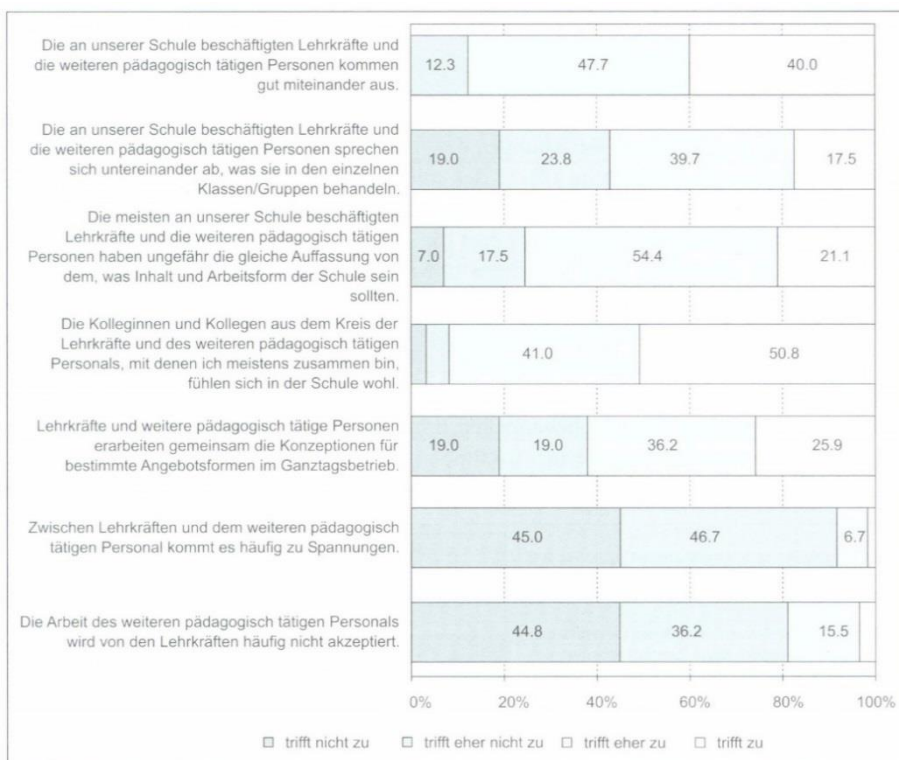 Die an unserer Schule beschäftigten Lehrkräfte und
die weiteren pädagogisch tätigen Personen kommen
gut miteinander aus.
12.3 47.7 40.0
Die an unserer Schule beschäftigten Lehrkräfte und
die weiteren pädagogisch tätigen Personen sprechen
sich untereinander ab, was sie in den einzelnen
Klassen/Gruppen behandeln.
19.0 23.8 39.7 17.5
Die meisten an unserer Schule beschäftigten
Lehrkräfte und die weiteren pädagogisch tätigen
Personen haben ungefähr die gleiche Auffassung von
dem, was Inhalt und Arbeitsform der Schule sein
sollten.
7.0 17.5 54.4 21.1
Die Kolleginnen und Kollegen aus dem Kreis der
Lehrkräfte und des weiteren pädagogisch tätigen
Personals, mit denen ich meistens zusammen bin,
fühlen sich in der Schule wohl.
41.0 50.8
Lehrkräfte und weitere pädagogisch tätige Personen
erarbeiten gemeinsam die Konzeptionen für
bestimmte Angebotsformen im Ganztagsbetrieb.
19.0 19.0 36.2 25.9
Zwischen Lehrkräften und dem weiteren pädagogisch
tätigen Personal kommt es häufig zu Spannungen.
45.0 46.7 6.7
Die Arbeit des weiteren pädagogisch tätigen Personals
wird von den Lehrkräften häufig nicht akzeptiert.
44.8 36.2 15.5
0% 20% 40% 60% 80% 100%
trifft nicht zu trifft eher nicht zu trifft eher zu trifft zu